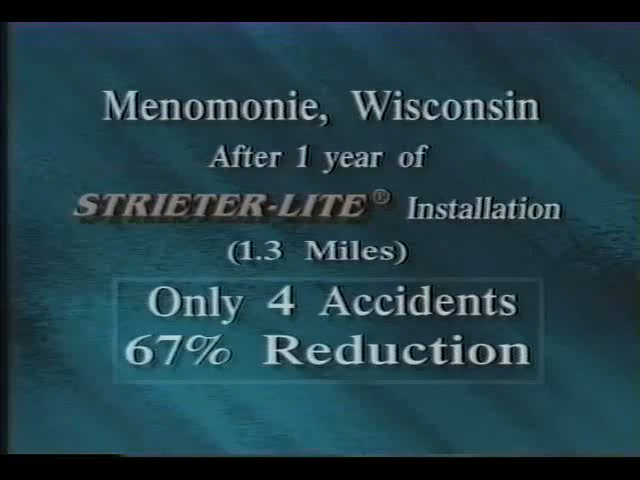 Menomonie, Wisconsin
After 1 year of
STRIETER-LITE® Installation
(1.3 Miles)
Only 4 Accidents
67% Reduction